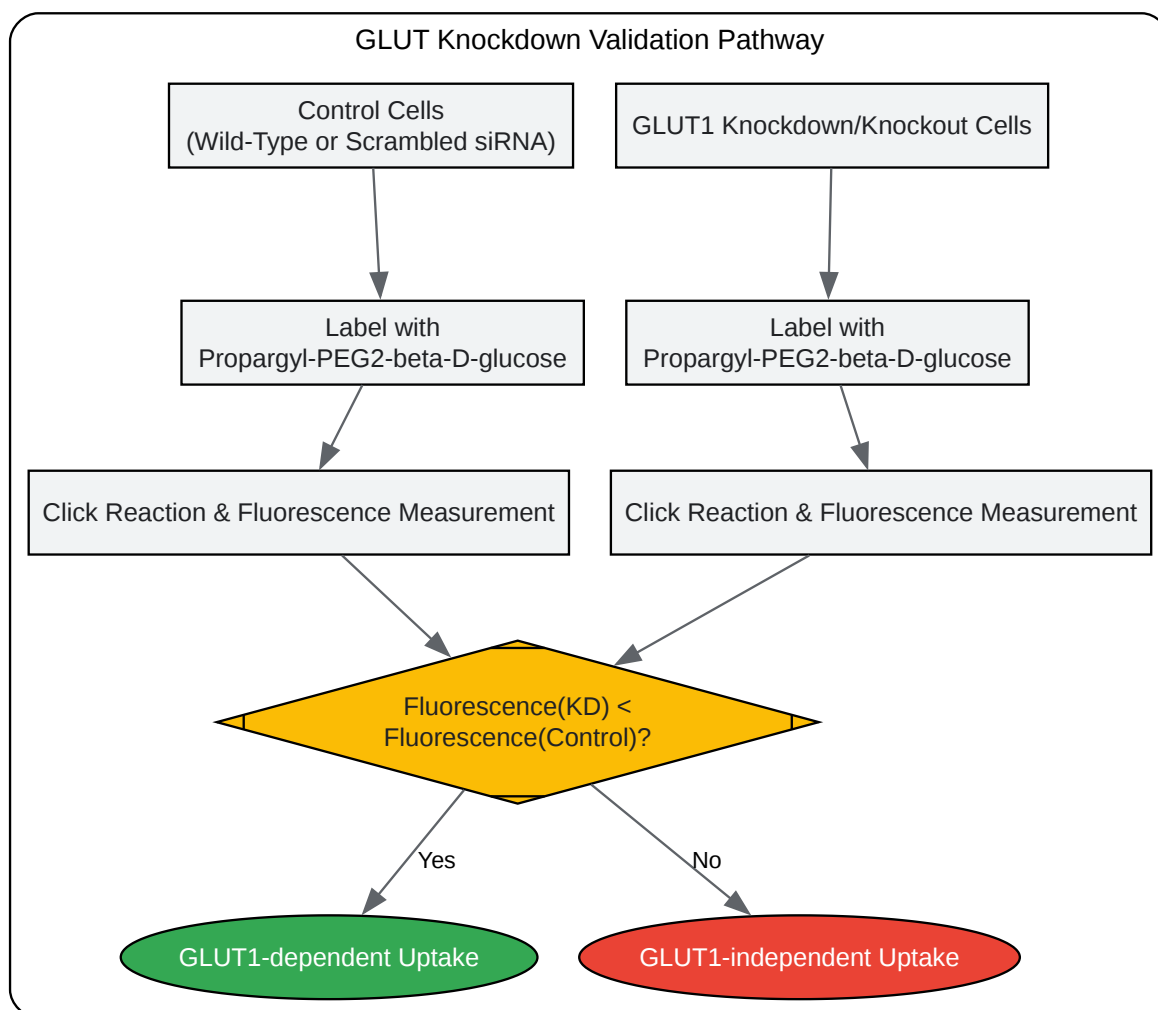 GLUT Knockdown Validation Pathway
Control Cells
(Wild-Type or Scrambled siRNA)
GLUT1 Knockdown/Knockout Cells
Label with
Propargyl-PEG2-beta-D-glucose
Label with
Propargyl-PEG2-beta-D-glucose
Click Reaction & Fluorescence Measurement
Click Reaction & Fluorescence Measurement
Fluorescence(KD) <
Fluorescence(Control)?
Yes
No
GLUT1-dependent Uptake
GLUT1-independent Uptake